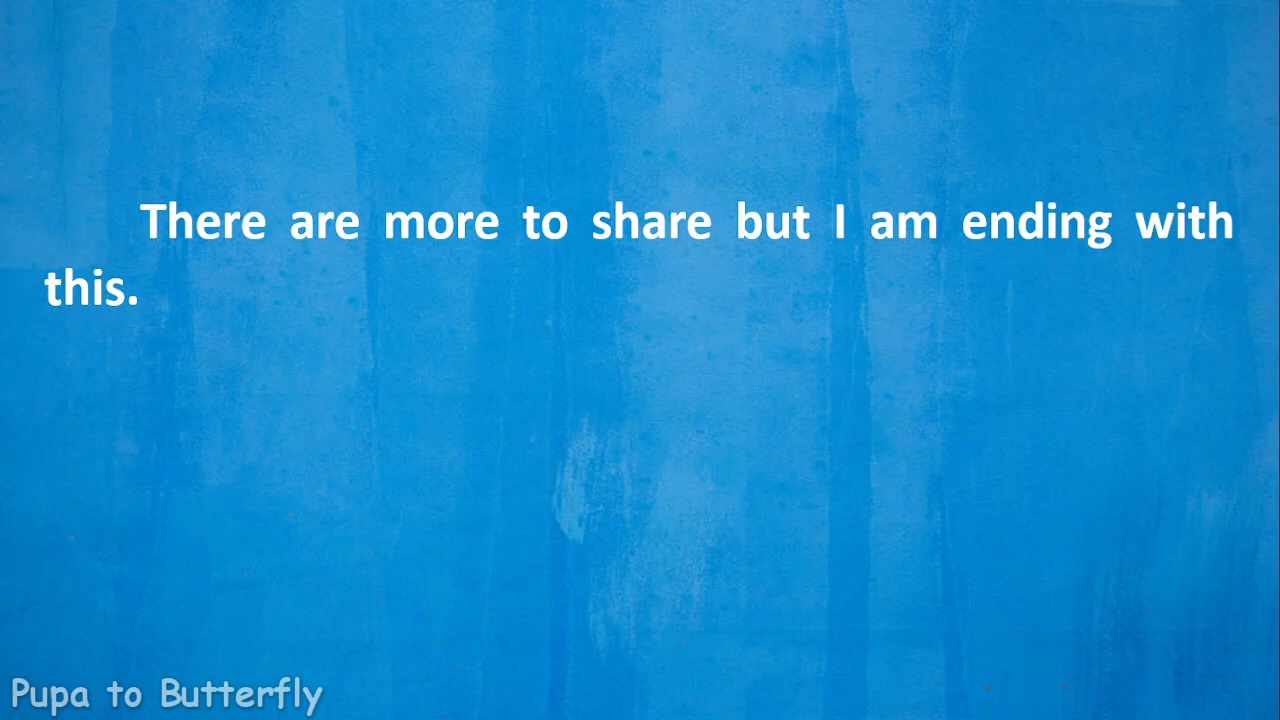 There are more to share but I am ending with
this.
Pupa to Butterfly